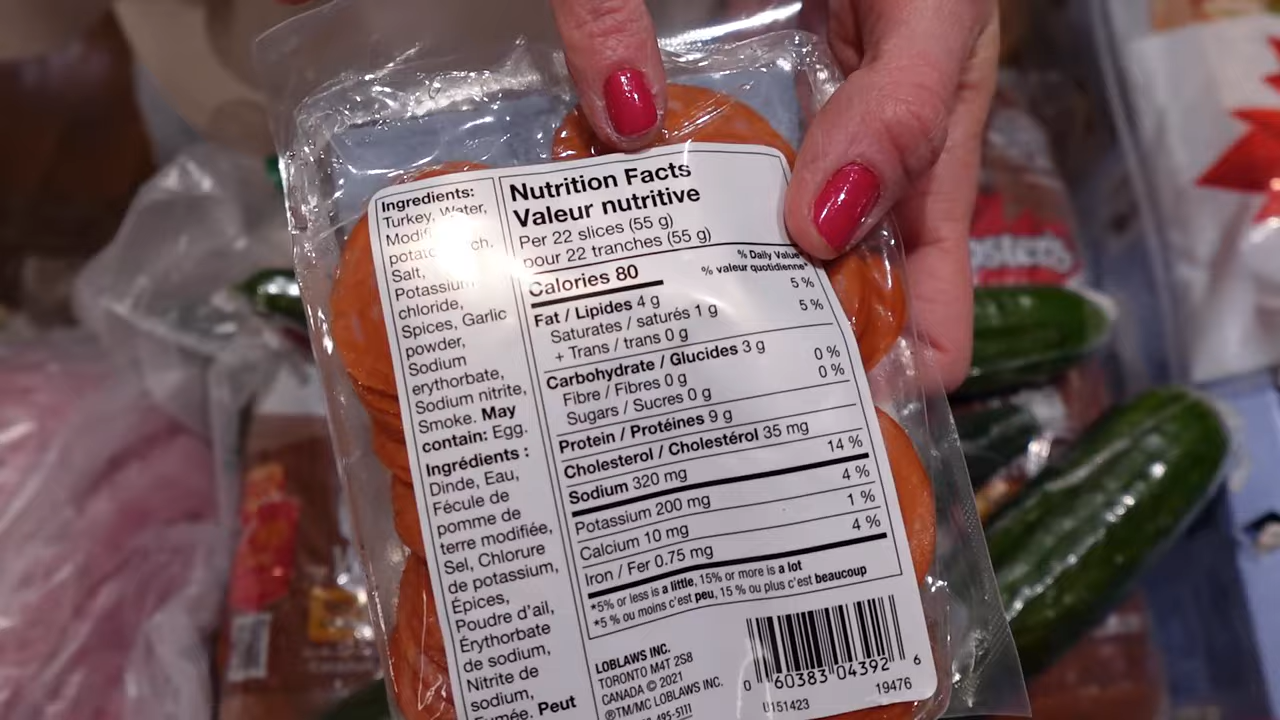 Ingredients:
Turkey, Water,
Salt,
Potassium
chloride,
Spices, Garlic
powder,
Sodium
erythorbate,
Sodium nitrite,
Smoke. May
contain: Egg.
Ingrédients :
Dinde, Eau,
Fécule de
pomme de
terre modifiée,
Sel, Chlorure
de potassium,
Épices,
Poudre d'ail,
Érythorbate
de sodium,
Nitrite de
sodium,
Fumée. Peut
Nutrition Facts
Valeur nutritive
Per 22 slices (55 g)
pour 22 tranches (55 g)
% Daily Value*
Calories 80
% valeur quotidienne*
Fat / Lipides 4 g 5 %
Saturates / saturés 1 g 5 %
+ Trans / trans 0 g
Carbohydrate / Glucides 3 g
Fibre / Fibres 0 g 0 %
Sugars / Sucres 0 g 0 %
Protein / Protéines 9 g
Cholesterol / Cholestérol 35 mg
Sodium 320 mg 14 %
Potassium 200 mg 4 %
Calcium 10 mg 1 %
Iron / Fer 0.75 mg 4 %
*5% or less is a little, 15% or more is a lot
*5 % ou moins c'est peu, 15 % ou plus c'est beaucoup
LOBLAWS INC.
TORONTO M4T 2S8
CANADA © 2021
®TM/MC LOBLAWS INC.
495-5111
0 60383 04392 6
U151423
19476